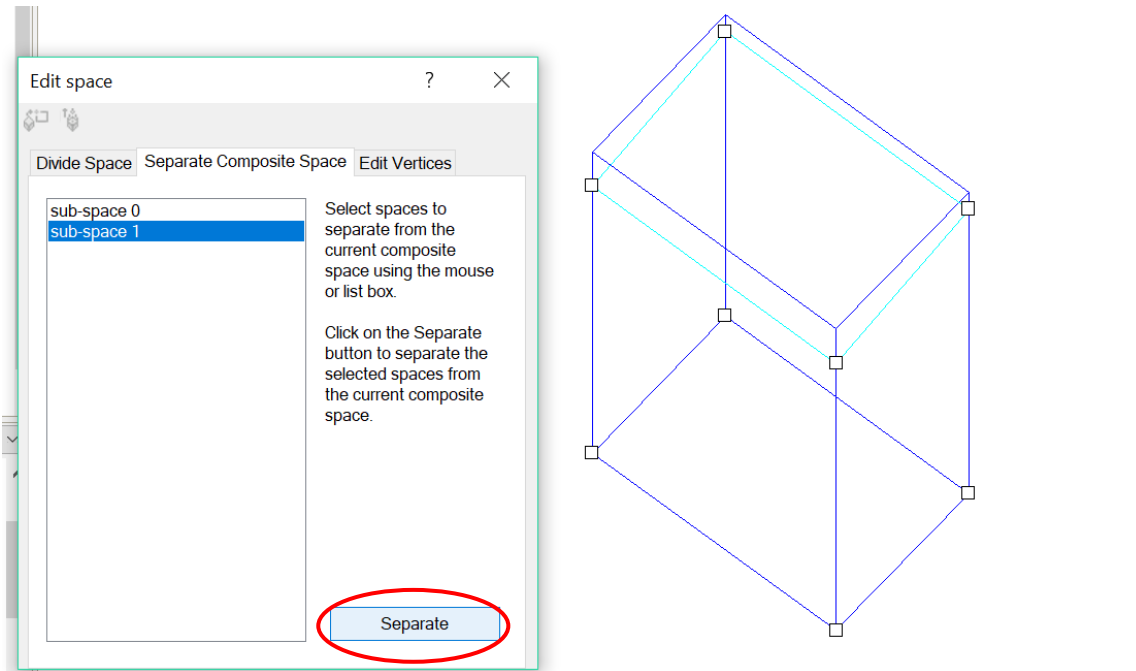 Edit space ?
Divide Space Separate Composite Space Edit Vertices
sub-space 0
sub-space 1
Select spaces to
separate from the
current composite
space using the mouse
or list box.
Click on the Separate
button to separate the
selected spaces from
the current composite
space.
Separate